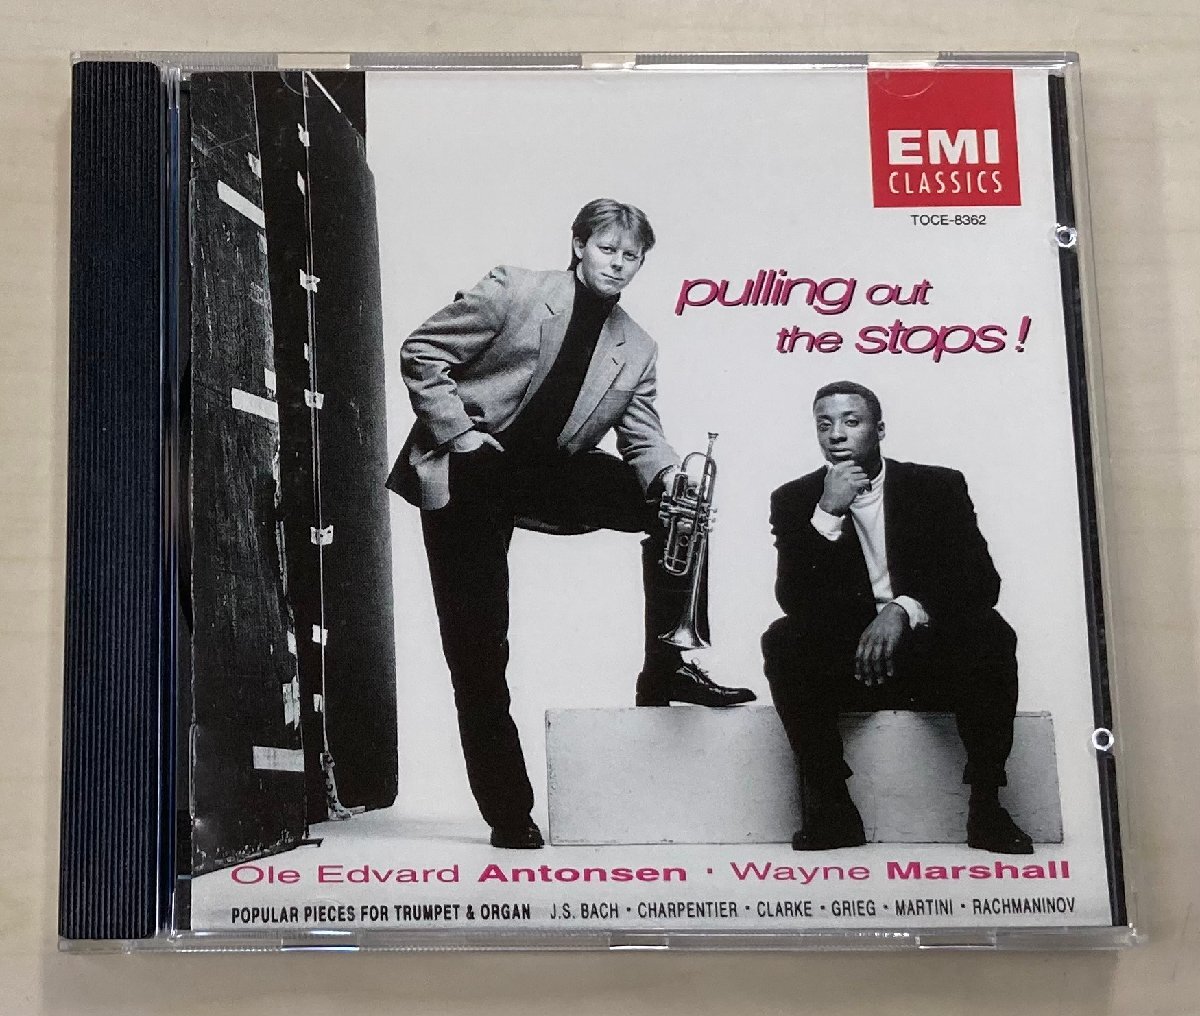 EMI
CLASSICS
TOCE-8362
pulling out
the stops!
Ole Edvard Antonsen · Wayne Marshall
POPULAR PIECES FOR TRUMPET & ORGAN J.S. BACH · CHARPENTIER · CLARKE · GRIEG · MARTINI · RACHMANINOV